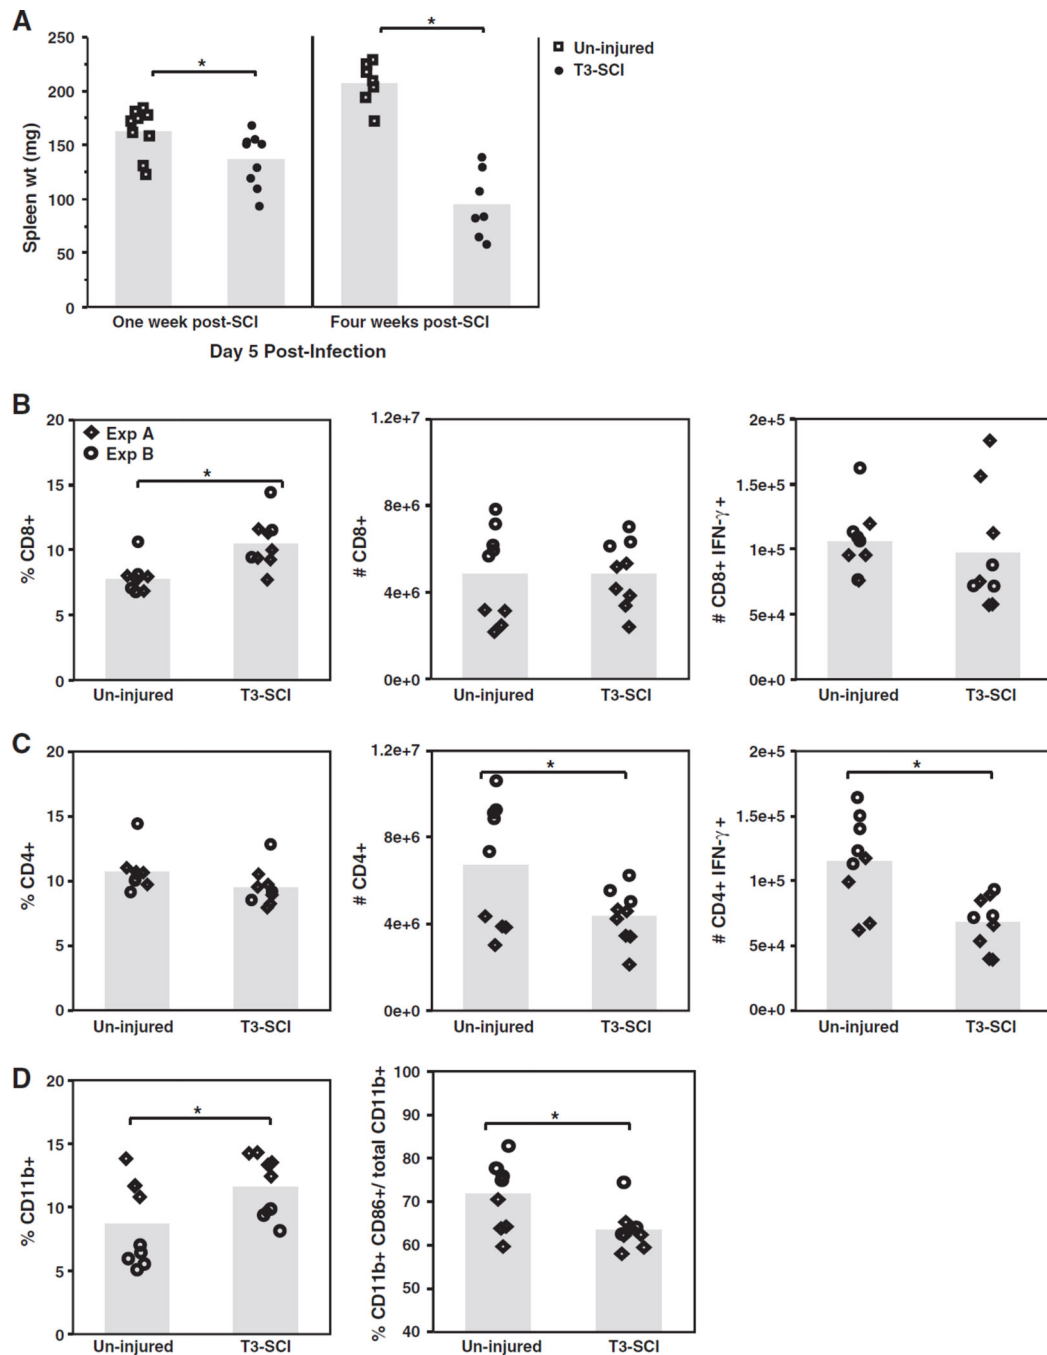 A
*
*
250
200
150
100
50
0
Spleen wt (mg)
Un-injured
T3-SCI
One week post-SCI
Four weeks post-SCI
Day 5 Post-Infection
B
20
15
10
5
0
% CD8+
Exp A
Exp B
*
Un-injured
T3-SCI
1.2e+7
8e+6
4e+6
0e+0
# CD8+
Un-injured
T3-SCI
2e+5
1.5e+5
1e+5
5e+4
0e+0
# CD8+ IFN-γ +
Un-injured
T3-SCI
C
20
15
10
5
0
% CD4+
Un-injured
T3-SCI
1.2e+7
8e+6
4e+6
0e+0
# CD4+
*
Un-injured
T3-SCI
2e+5
1.5e+5
1e+5
5e+4
0e+0
# CD4+ IFN-γ +
*
Un-injured
T3-SCI
D
20
15
10
5
0
% CD11b+
*
Un-injured
T3-SCI
100
90
80
70
60
50
40
% CD11b+ CD86+/ total CD11b+
*
Un-injured
T3-SCI